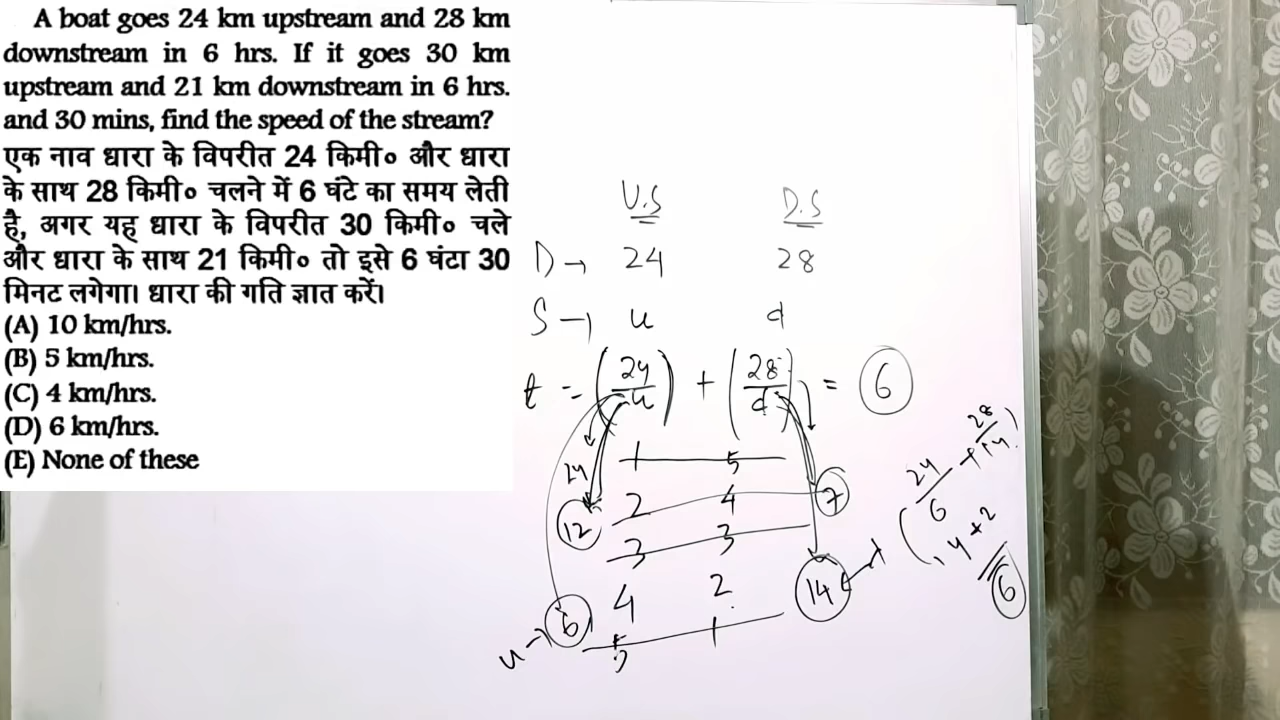 A boat goes 24 km upstream and 28 km
downstream in 6 hrs. If it goes 30 km
upstream and 21 km downstream in 6 hrs.
and 30 mins, find the speed of the stream?
एक नाव धारा के विपरीत 24 किमी० और धारा
के साथ 28 किमी० चलने में 6 घंटे का समय लेती
है, अगर यह धारा के विपरीत 30 किमी० चले
और धारा के साथ 21 किमी० तो इसे 6 घंटा 30
मिनट लगेगा। धारा की गति ज्ञात करें।
(A) 10 km/hrs.
(B) 5 km/hrs.
(C) 4 km/hrs.
(D) 6 km/hrs.
(E) None of these
U.S D.S
D → 24 28
S → u d
t = (24/u) + (28/d) = 6
1 5
24
12 2 4 7
3 3
4 2 14
u → 6
5 1
(24/6 + 28/14)
4 + 2
6